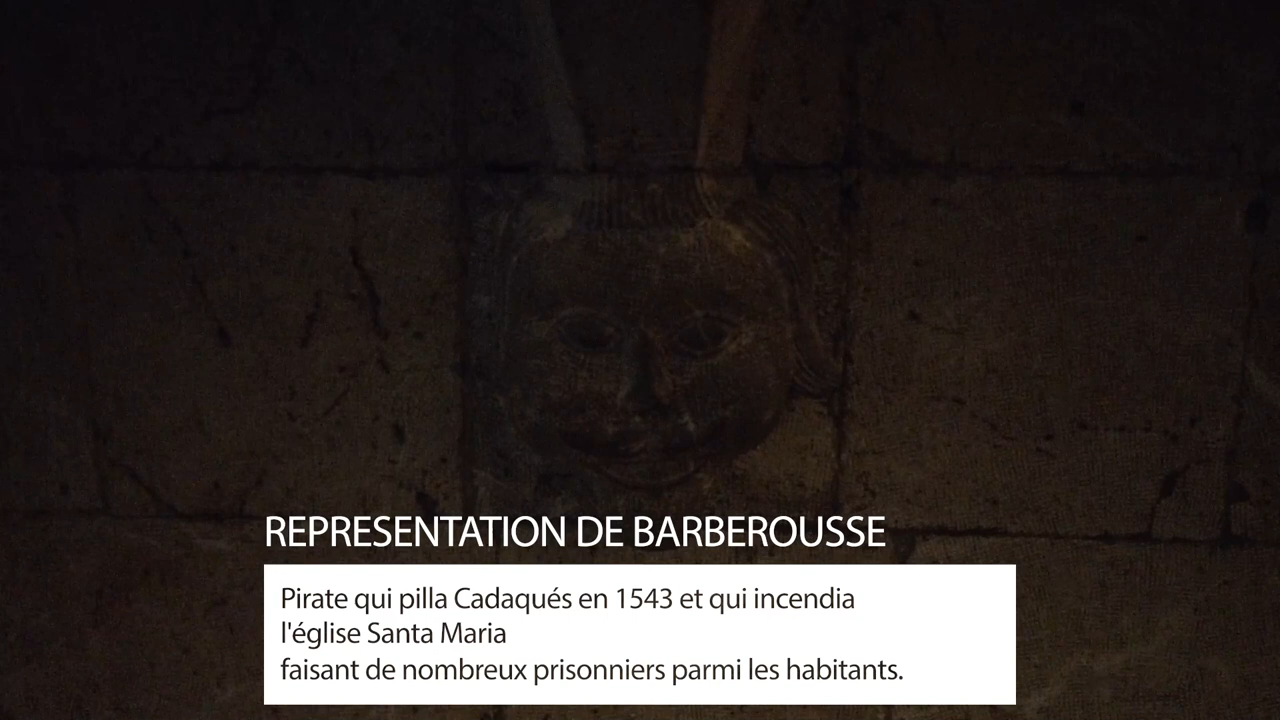 REPRESENTATION DE BARBEROUSSE
Pirate qui pilla Cadaqués en 1543 et qui incendia
l'église Santa Maria
faisant de nombreux prisonniers parmi les habitants.